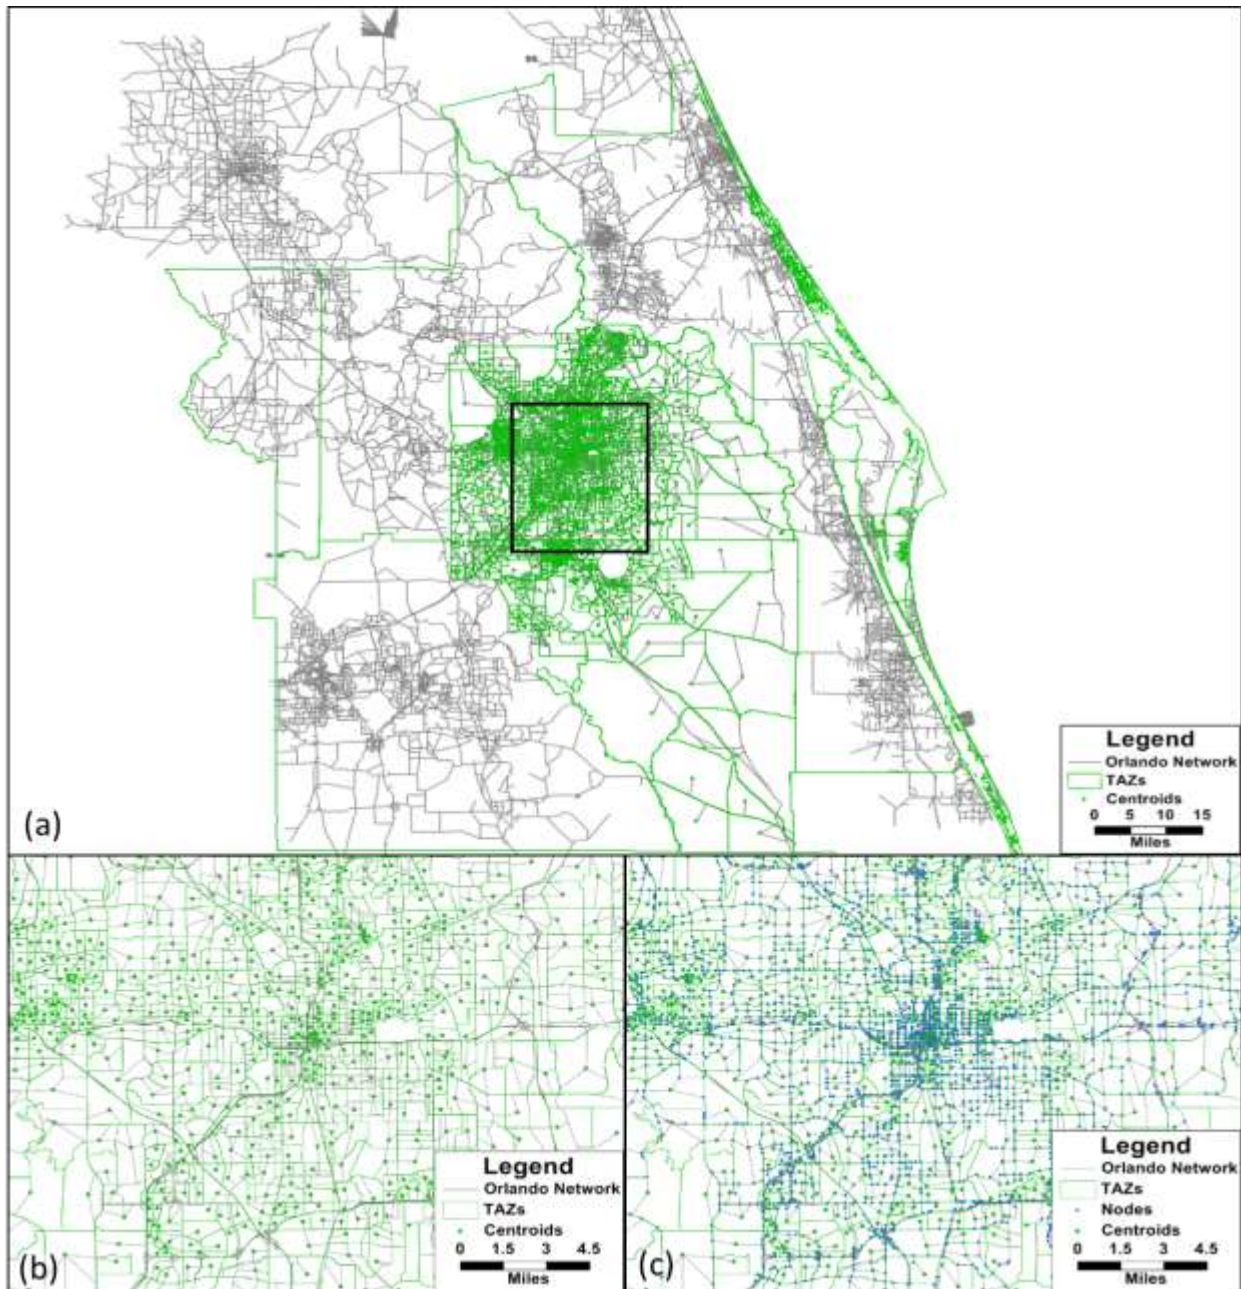 Legend
Orlando Network
TAZs
Centroids
0 5 10 15
Miles
(a)
Legend
Orlando Network
TAZs
Centroids
0 1.5 3 4.5
Miles
(b)
Legend
Orlando Network
TAZs
Nodes
Centroids
0 1.5 3 4.5
Miles
(c)